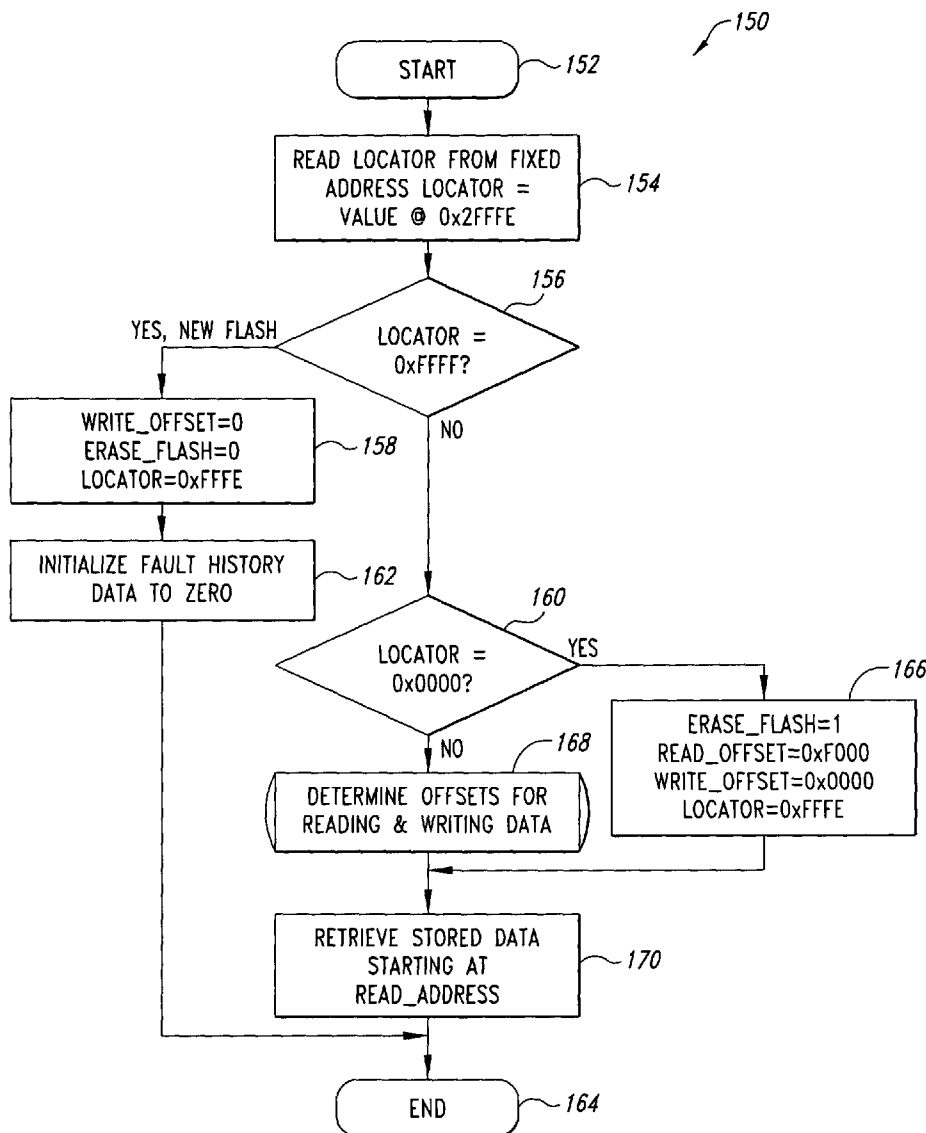 150
START
152
READ LOCATOR FROM FIXED
ADDRESS LOCATOR =
VALUE @ 0x2FFFE
154
156
YES, NEW FLASH
LOCATOR =
0xFFFF?
NO
WRITE_OFFSET=0
ERASE_FLASH=0
LOCATOR=0xFFFE
158
INITIALIZE FAULT HISTORY
DATA TO ZERO
162
160
LOCATOR =
0x0000?
YES
NO
166
ERASE_FLASH=1
READ_OFFSET=0xF000
WRITE_OFFSET=0x0000
LOCATOR=0xFFFE
168
DETERMINE OFFSETS FOR
READING & WRITING DATA
RETRIEVE STORED DATA
STARTING AT
READ_ADDRESS
170
END
164